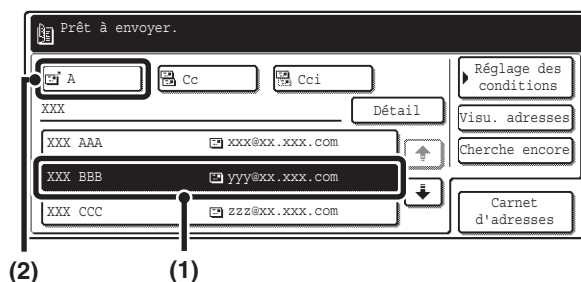 Prêt à envoyer.
A
Cc
Cci
Réglage des
conditions
XXX
Détail
Visu. adresses
XXX AAA xxx@xx.xxx.com
Cherche encore
XXX BBB yyy@xx.xxx.com
XXX CCC zzz@xx.xxx.com
Carnet
d'adresses
(2)
(1)